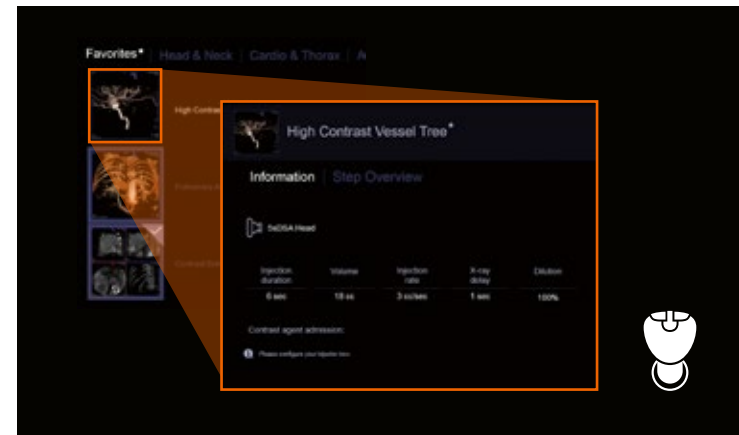 Favorites* | Head & Neck | Cardio & Thorax |
High Contrast
High Contrast Vessel Tree*
Information | Step Overview
5sDSA Head
Injection duration
Volume
Injection rate
X-ray delay
Dilution
6 sec
18 cc
3 cc/sec
1 sec
100%
Contrast agent admission:
Please configure your injector